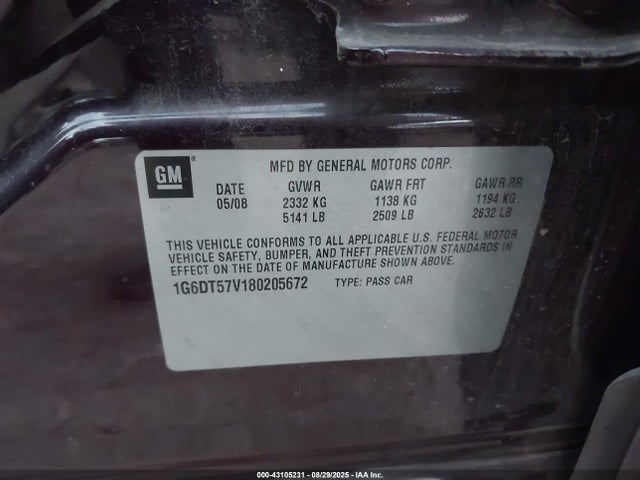 GM
MFD BY GENERAL MOTORS CORP.
DATE GVWR GAWR FRT GAWR RR
05/08 2332 KG 1138 KG 1194 KG
5141 LB 2509 LB 2632 LB
THIS VEHICLE CONFORMS TO ALL APPLICABLE U.S. FEDERAL MOTOR
VEHICLE SAFETY, BUMPER, AND THEFT PREVENTION STANDARDS IN
EFFECT ON THE DATE OF MANUFACTURE SHOWN ABOVE.
1G6DT57V180205672 TYPE: PASS CAR
000-43105231 - 08/29/2025 - IAA Inc.